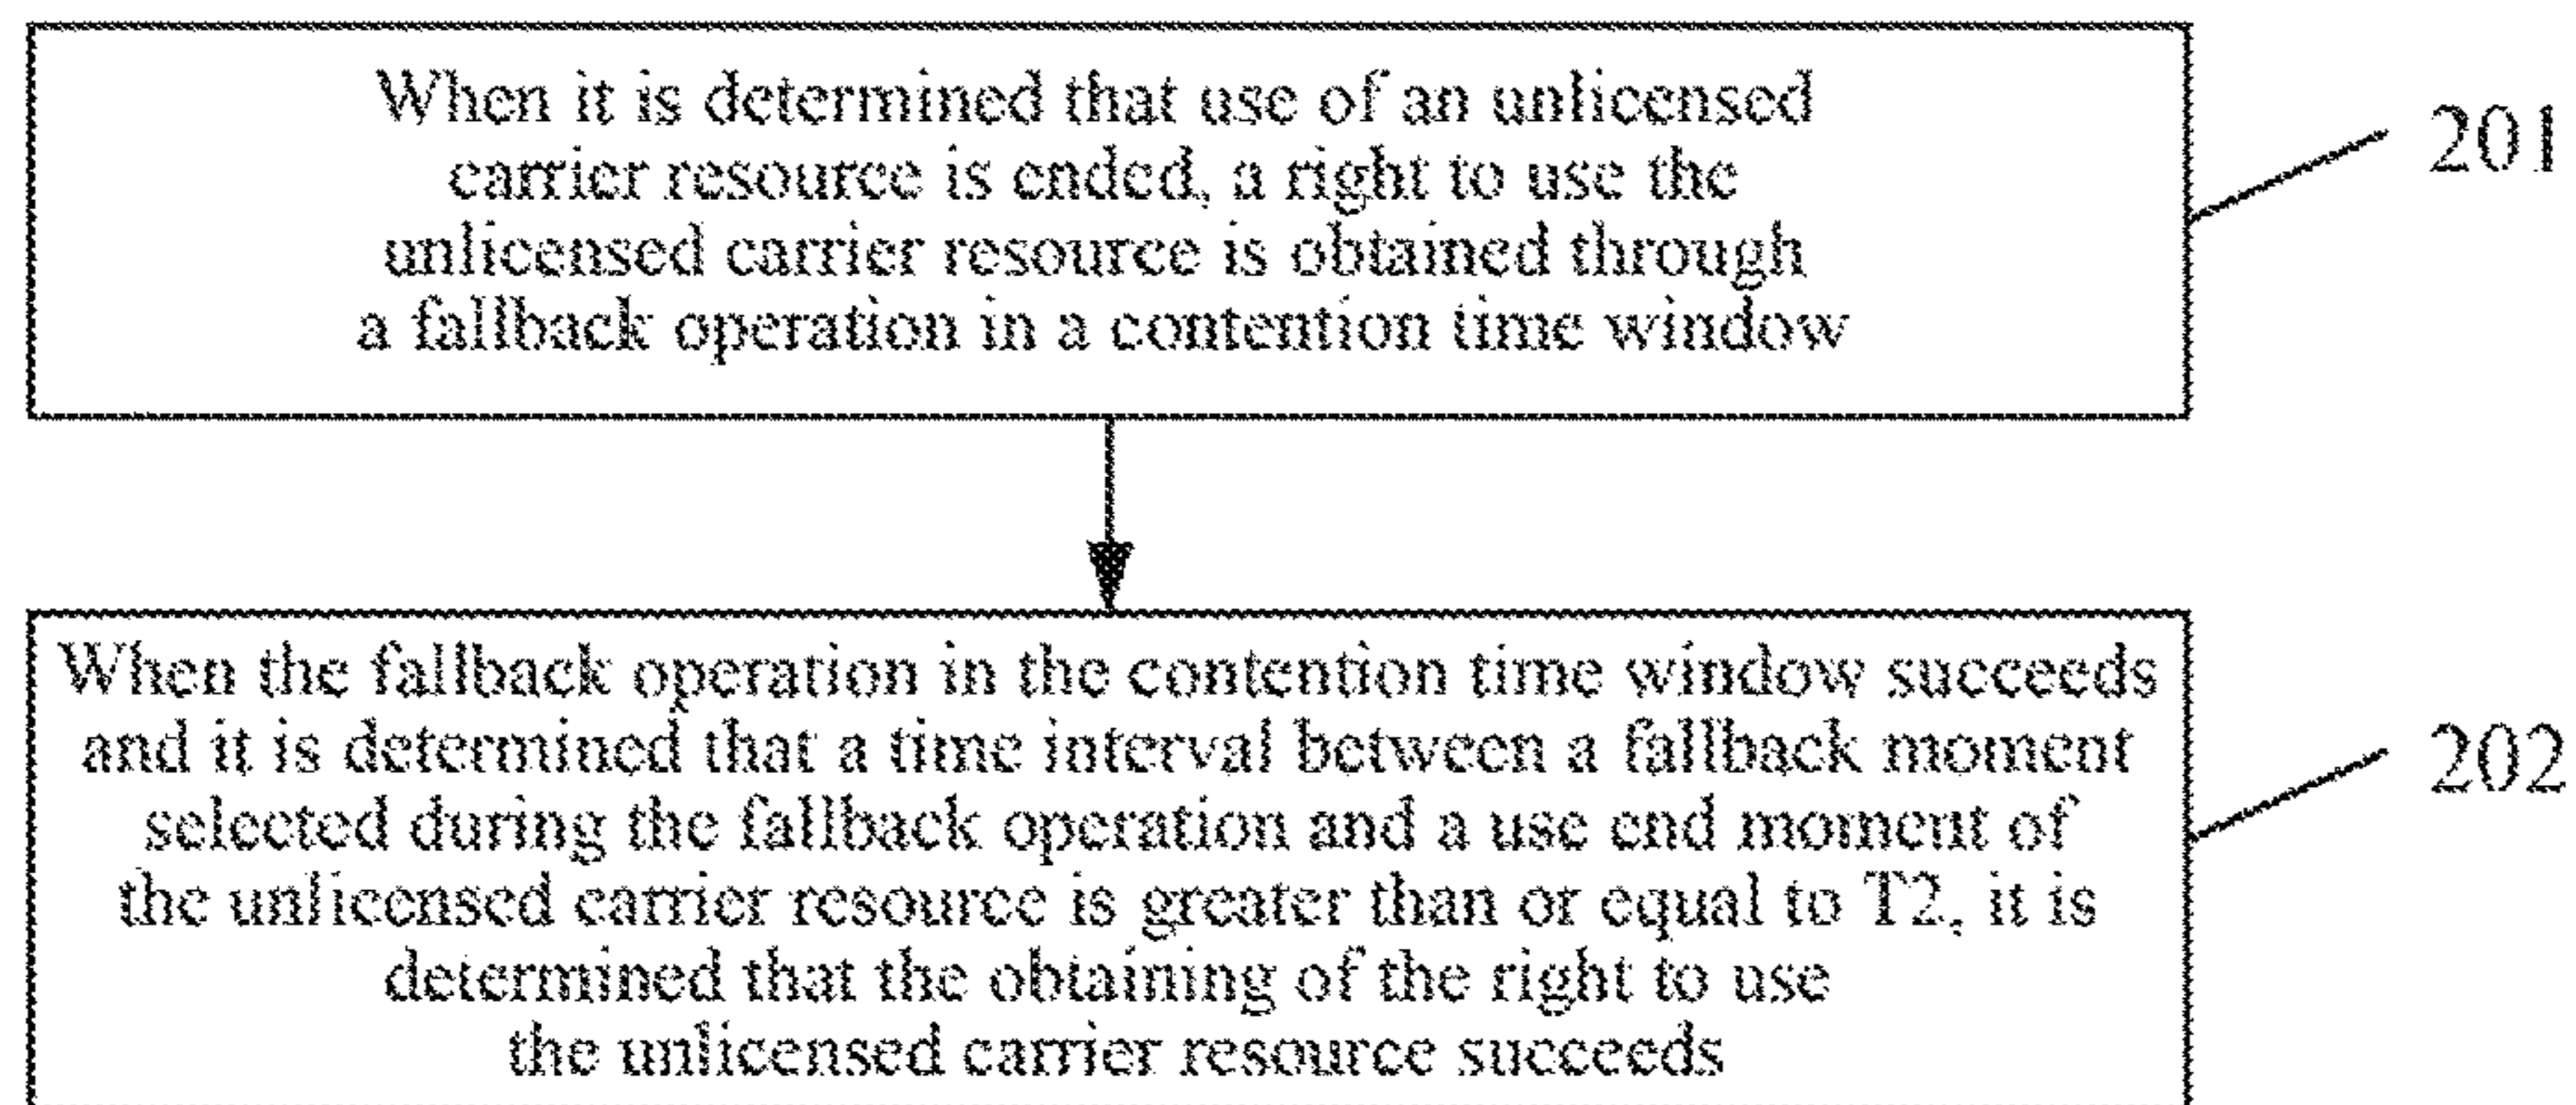 When it is determined that use of an unlicensed
carrier resource is ended, a right to use the
unlicensed carrier resource is obtained through
a fallback operation in a contention time window
201
When the fallback operation in the contention time window succeeds
and it is determined that a time interval between a fallback moment
selected during the fallback operation and a use end moment of
the unlicensed carrier resource is greater than or equal to T2, it is
determined that the obtaining of the right to use
the unlicensed carrier resource succeeds
202